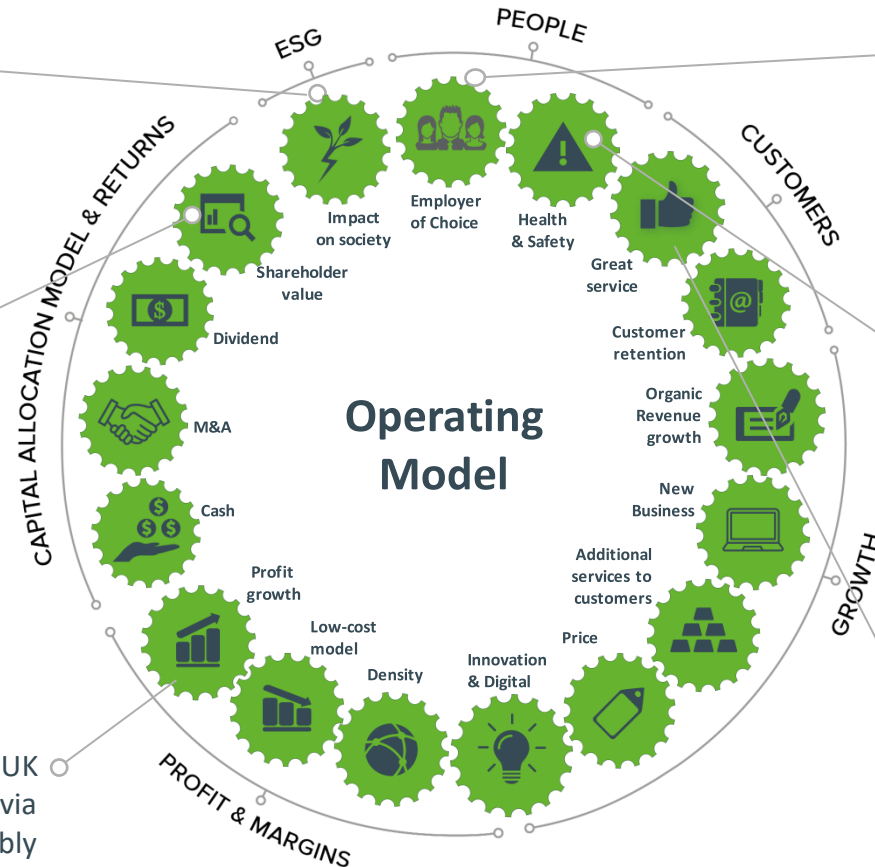 PEOPLE
ESG
CUSTOMERS
CAPITAL ALLOCATION MODEL & RETURNS
Employer
of Choice
Impact
on society
Health
& Safety
Great
service
Shareholder
value
@
$
Customer
retention
Dividend
Organic
Revenue
growth
Operating
Model
M&A
New
Business
$
$ $
Cash
Additional
services to
customers
GROWTH
Profit
growth
Low-cost
model
Price
Innovation
& Digital
Density
PROFIT & MARGINS
UK
via
bly